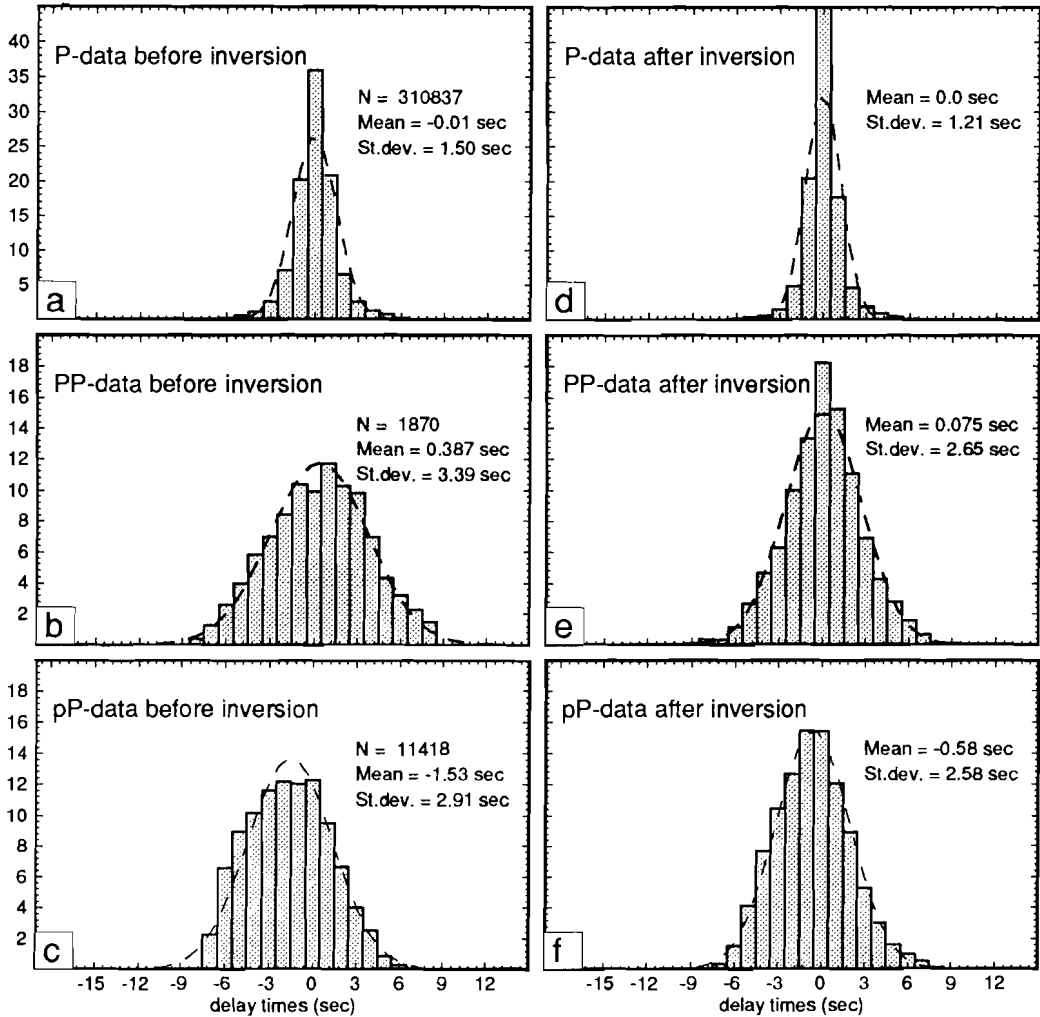 P-data before inversion
N = 310837
Mean = -0.01 sec
St.dev. = 1.50 sec
45
40
35
30
25
20
15
10
5
a
P-data after inversion
Mean = 0.0 sec
St.dev. = 1.21 sec
d
PP-data before inversion
N = 1870
Mean = 0.387 sec
St.dev. = 3.39 sec
18
16
14
12
10
8
6
4
2
b
PP-data after inversion
Mean = 0.075 sec
St.dev. = 2.65 sec
e
pP-data before inversion
N = 11418
Mean = -1.53 sec
St.dev. = 2.91 sec
18
16
14
12
10
8
6
4
2
c
pP-data after inversion
Mean = -0.58 sec
St.dev. = 2.58 sec
f
-15 -12 -9 -6 -3 0 3 6 9 12
delay times (sec)
-15 -12 -9 -6 -3 0 3 6 9 12
delay times (sec)